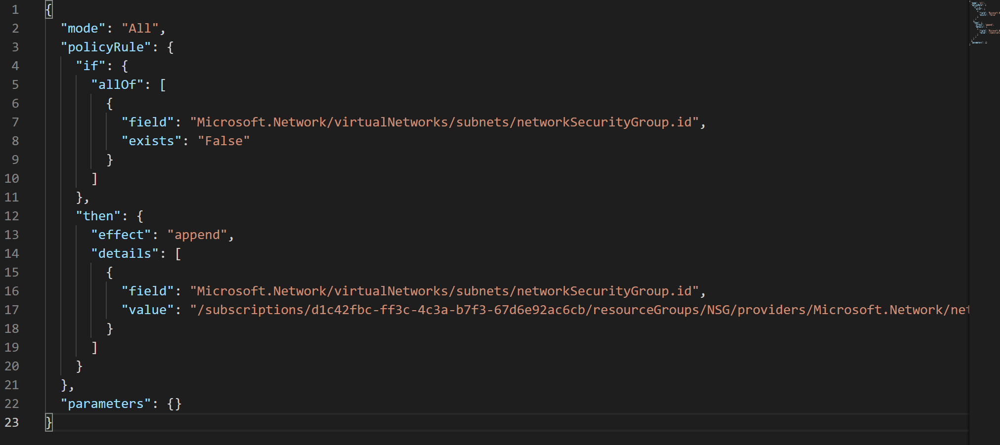 1 {
2   "mode": "All",
3   "policyRule": {
4     "if": {
5       "allOf": [
6         {
7           "field": "Microsoft.Network/virtualNetworks/subnets/networkSecurityGroup.id",
8           "exists": "False"
9         }
10       ]
11     },
12     "then": {
13       "effect": "append",
14       "details": [
15         {
16           "field": "Microsoft.Network/virtualNetworks/subnets/networkSecurityGroup.id",
17           "value": "/subscriptions/d1c42fbc-ff3c-4c3a-b7f3-67d6e92ac6cb/resourceGroups/NSG/providers/Microsoft.Network/net
18         }
19       ]
20     }
21   },
22   "parameters": {}
23 }